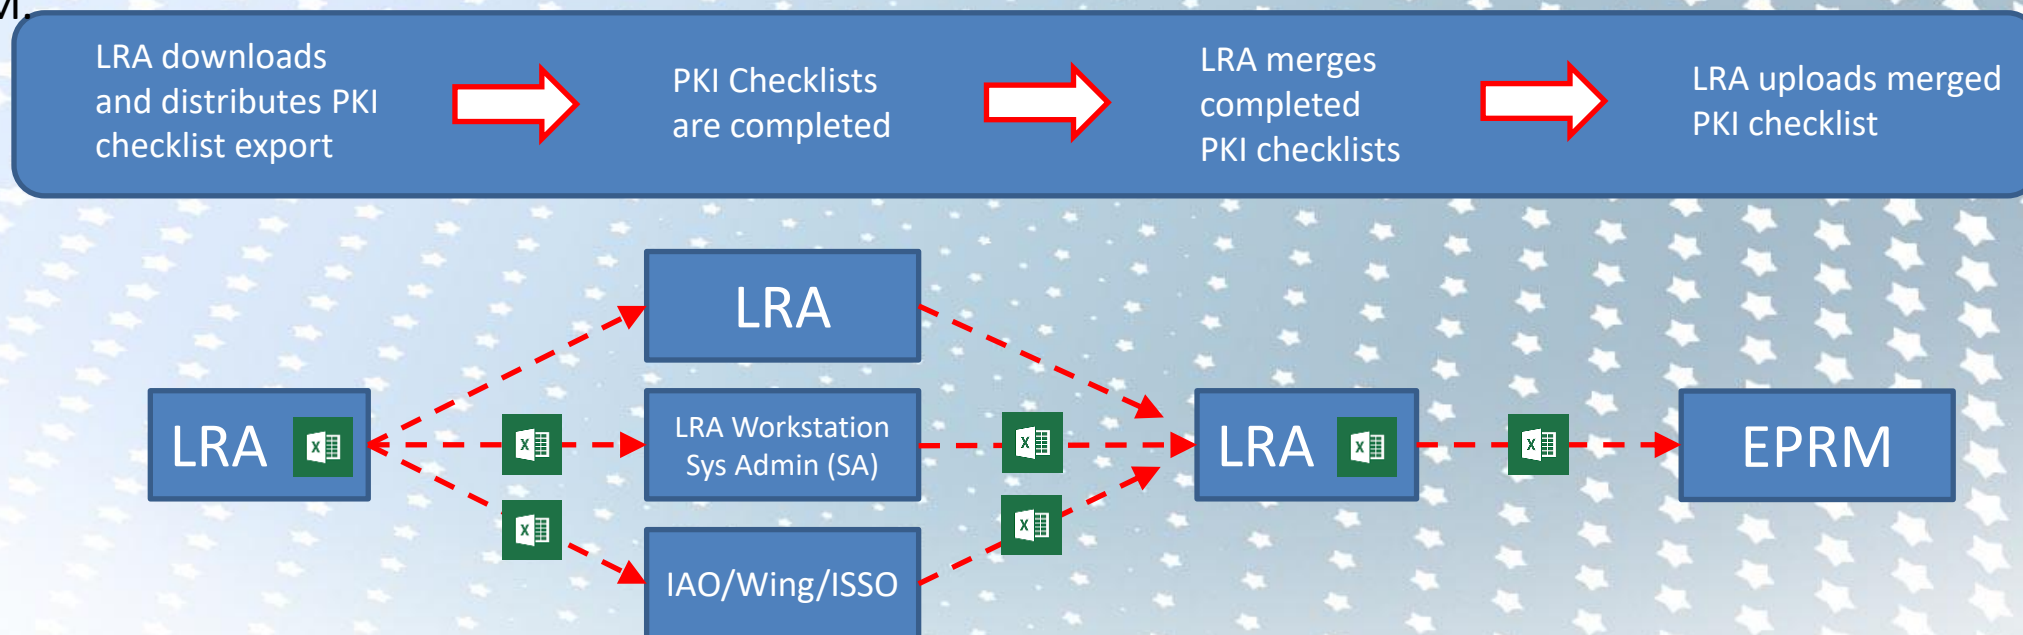 M.
LRA downloads
and distributes PKI
checklist export
PKI Checklists
are completed
LRA merges
completed
PKI checklists
LRA uploads merged
PKI checklist
LRA
LRA
LRA Workstation
Sys Admin (SA)
IAO/Wing/ISSO
LRA
EPRM